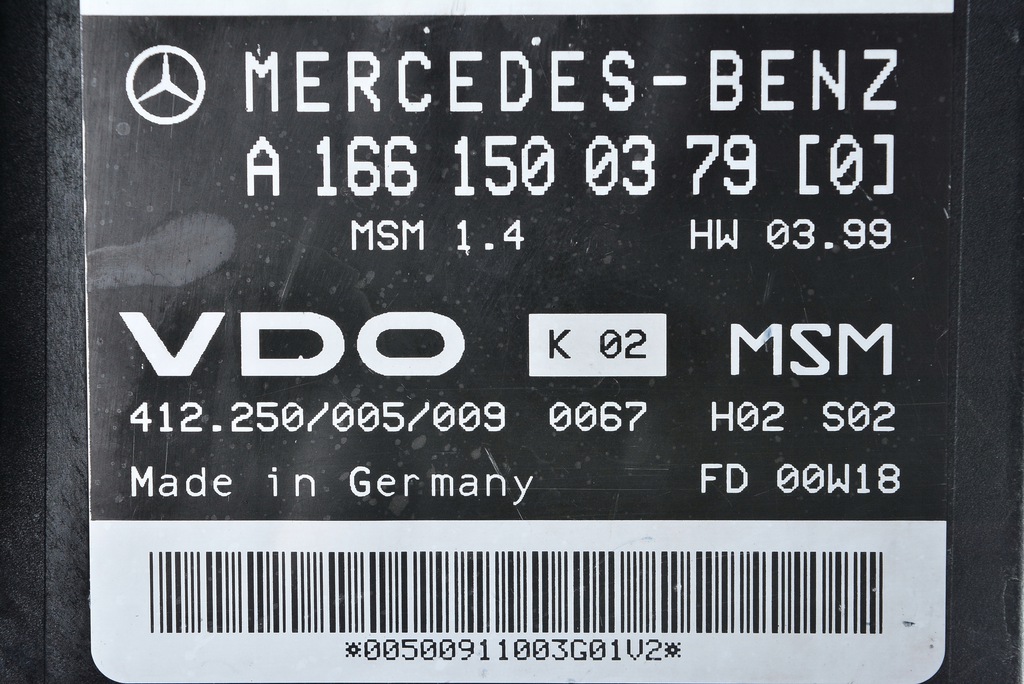 MERCEDES-BENZ
A 166 150 03 79 [0]
MSM 1.4 HW 03.99
VDO K 02 MSM
412.250/005/009 0067 H02 S02
Made in Germany FD 00W18
*00500911003G01V2*